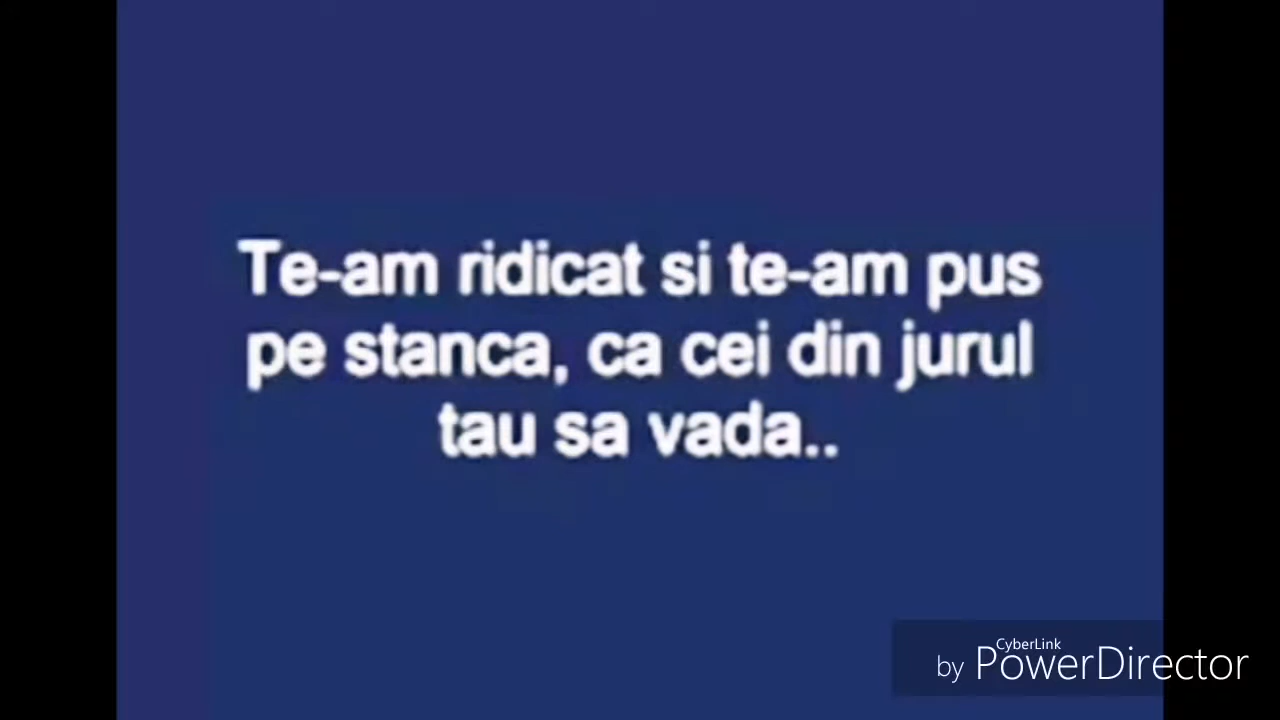 Te-am ridicat si te-am pus
pe stanca, ca cei din jurul
tau sa vada..
CyberLink
by PowerDirector